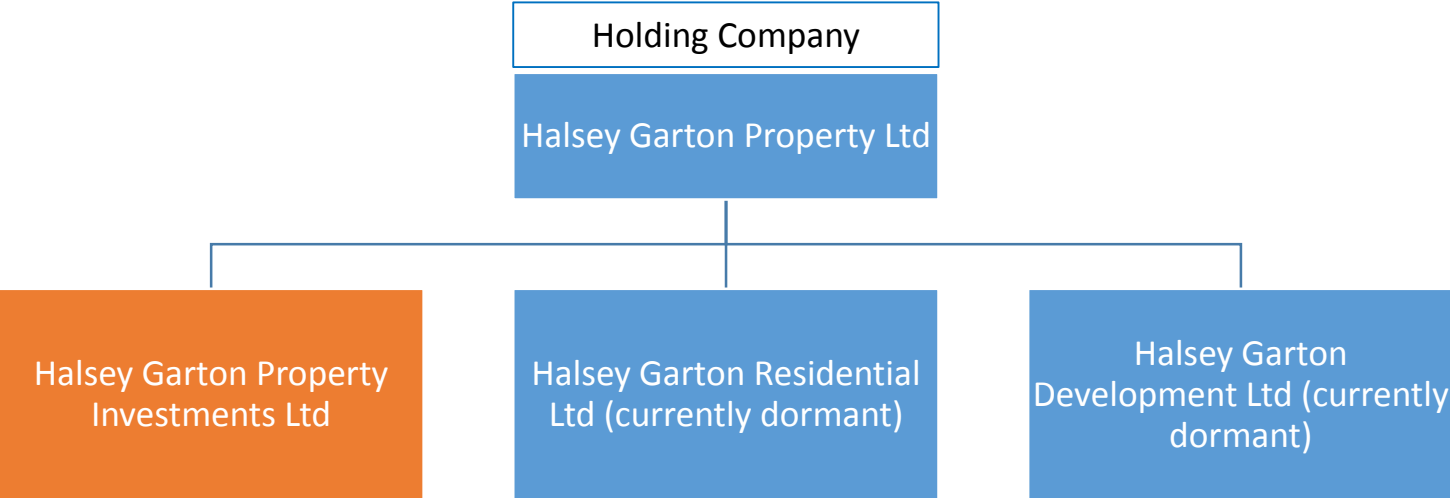 Holding Company
Halsey Garton Property Ltd
Halsey Garton Property
Investments Ltd
Halsey Garton Residential
Ltd (currently dormant)
Halsey Garton
Development Ltd (currently
dormant)